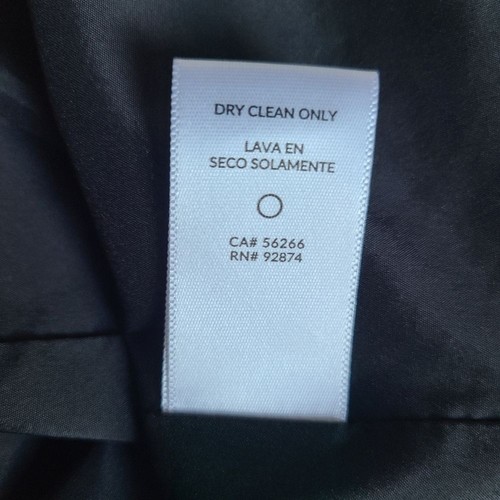 DRY CLEAN ONLY
LAVA EN
SECO SOLAMENTE
CA# 56266
RN# 92874